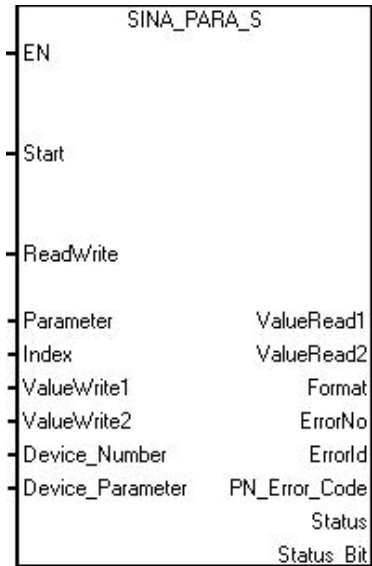 SINA_PARA_S
EN
Start
ReadWrite
Parameter ValueRead1
Index ValueRead2
ValueWrite1 Format
ValueWrite2 ErrorNo
Device_Number ErrorId
Device_Parameter PN_Error_Code
Status
Status_Bit